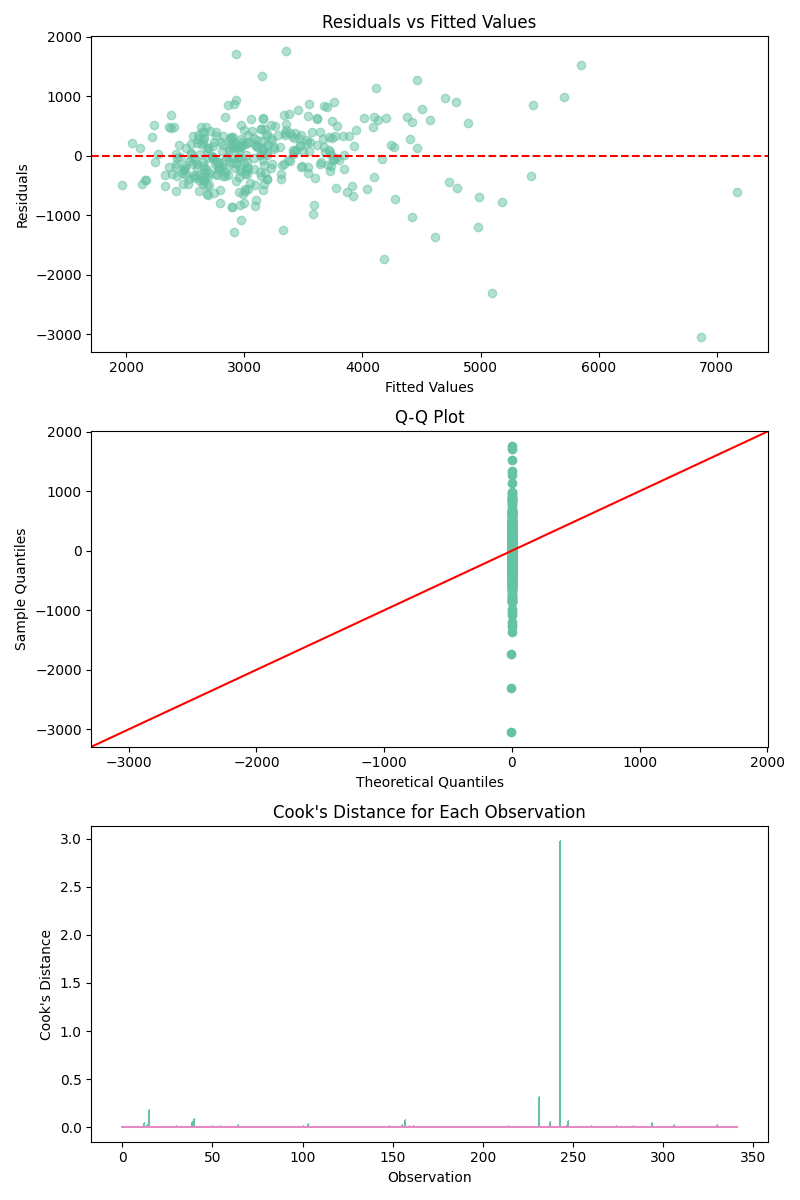 Residuals vs Fitted Values
2000
1000
0
−1000
−2000
−3000
Residuals
2000 3000 4000 5000 6000 7000
Fitted Values
Q-Q Plot
2000
1000
0
−1000
−2000
−3000
Sample Quantiles
−3000 −2000 −1000 0 1000 2000
Theoretical Quantiles
Cook's Distance for Each Observation
3.0
2.5
2.0
1.5
1.0
0.5
0.0
Cook's Distance
0 50 100 150 200 250 300 350
Observation